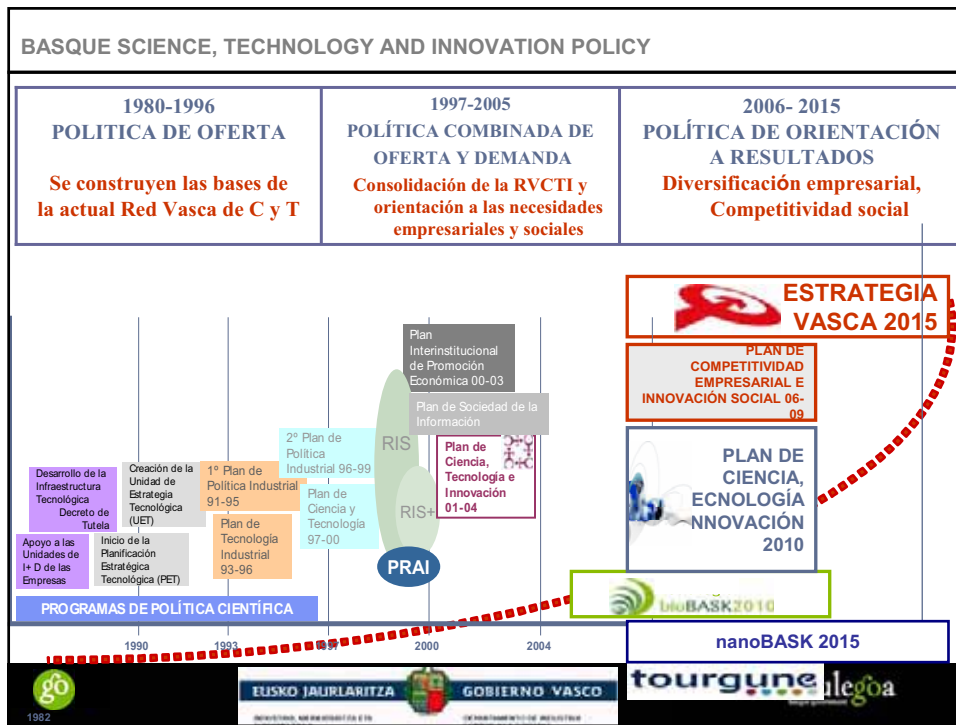 BASQUE SCIENCE, TECHNOLOGY AND INNOVATION POLICY
1980-1996
POLITICA DE OFERTA
Se construyen las bases de
la actual Red Vasca de C y T
1997-2005
POLÍTICA COMBINADA DE
OFERTA Y DEMANDA
Consolidación de la RVCTI y
orientación a las necesidades
empresariales y sociales
2006- 2015
POLÍTICA DE ORIENTACIÓN
A RESULTADOS
Diversificación empresarial,
Competitividad social
ESTRATEGIA
VASCA 2015
PLAN DE
COMPETITIVIDAD
EMPRESARIAL E
INNOVACIÓN SOCIAL 06-
09
PLAN DE
CIENCIA,
ECNOLOGÍA
NNOVACIÓN
2010
bioBASK2010
nanoBASK 2015
Plan
Interinstitucional
de Promoción
Económica 00-03
Plan de Sociedad de la
Información
Plan de
Ciencia,
Tecnología e
Innovación
01-04
RIS
RIS+
PRAI
2º Plan de
Política
Industrial 96-99
Plan de
Ciencia y
Tecnología
97-00
1º Plan de
Política Industrial
91-95
Plan de
Tecnología
Industrial
93-96
Creación de la
Unidad de
Estrategia
Tecnológica
(UET)
Inicio de la
Planificación
Estratégica
Tecnológica (PET)
Desarrollo de la
Infraestructura
Tecnológica
Decreto de
Tutela
Apoyo a las
Unidades de
I+ D de las
Empresas
PROGRAMAS DE POLÍTICA CIENTÍFICA
1990
1993
1997
2000
2004
go
1982
EUSKO JAURLARITZA
GOBIERNO VASCO
DEPARTAMENTO DE INDUSTRIA
tourgune
ulegoa